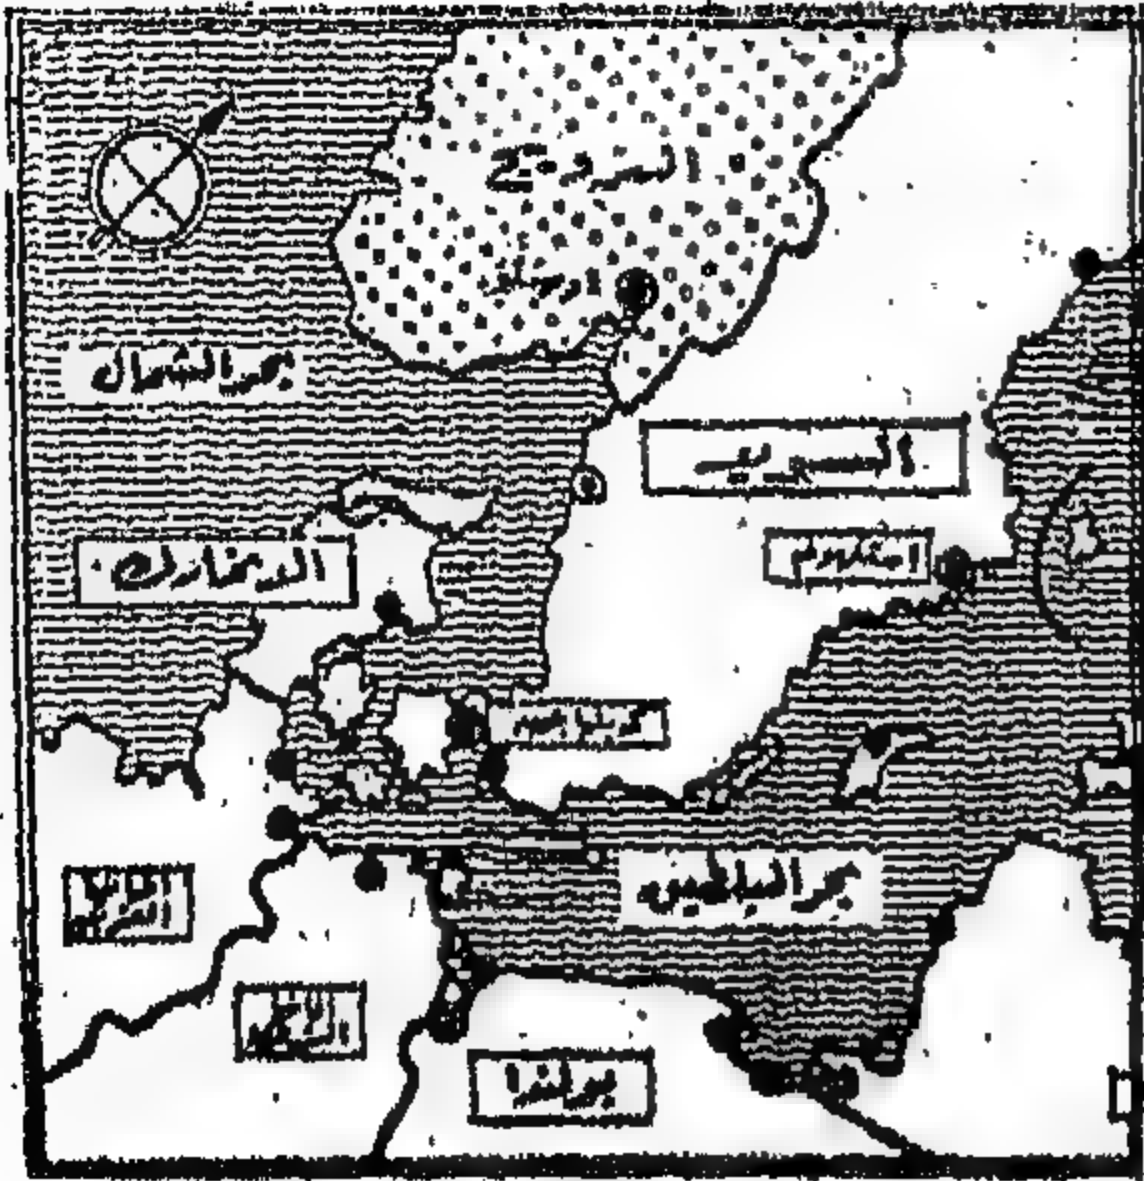 النرويج
اوسلو
بحر الشمال
السويد
استكهولم
الدنمارك
كوبنهاجن
بحر البلطيق
بولندا